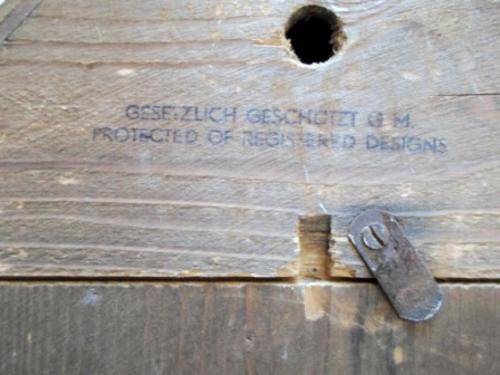 GESETZLICH GESCHÜTZT G M.
PROTECTED OF REGISTERED DESIGNS